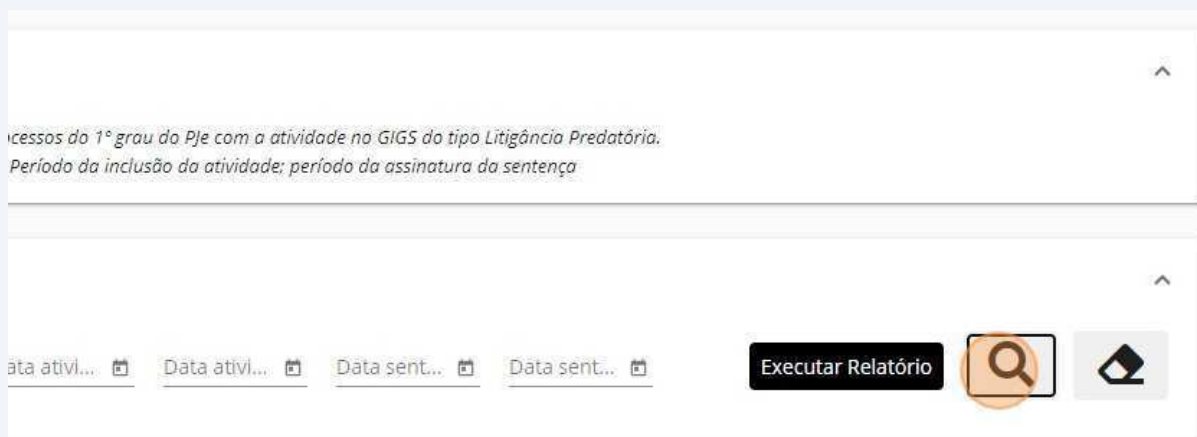 ocessos do 1º grau do PJe com a atividade no GIGS do tipo Litigância Predatória.
Período da inclusão da atividade; período da assinatura da sentença
ata ativi... Data ativi... Data sent... Data sent... Executar Relatório